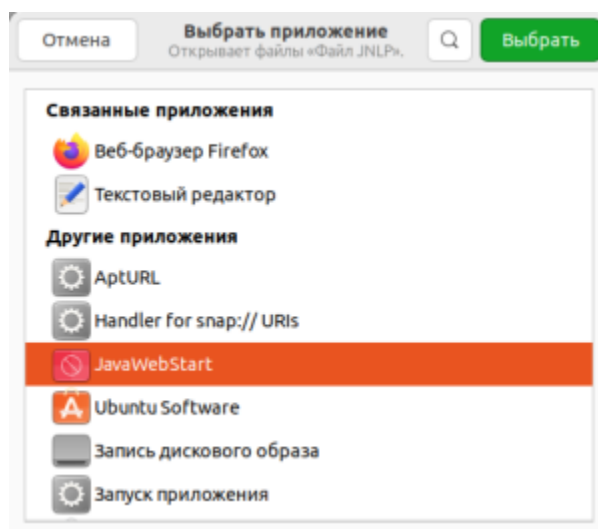 Отмена
Выбрать приложение
Открывает файлы «Файл JNLP».
Выбрать
Связанные приложения
Веб-браузер Firefox
Текстовый редактор
Другие приложения
AptURL
Handler for snap:// URIs
JavaWebStart
Ubuntu Software
Запись дискового образа
Запуск приложения